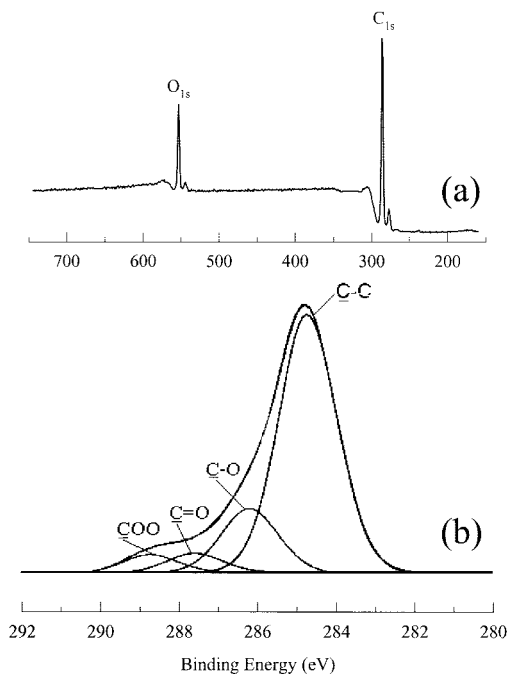 C1s
O1s
(a)
700 600 500 400 300 200
C-C
C-O
C=O
COO
(b)
292 290 288 286 284 282 280
Binding Energy (eV)